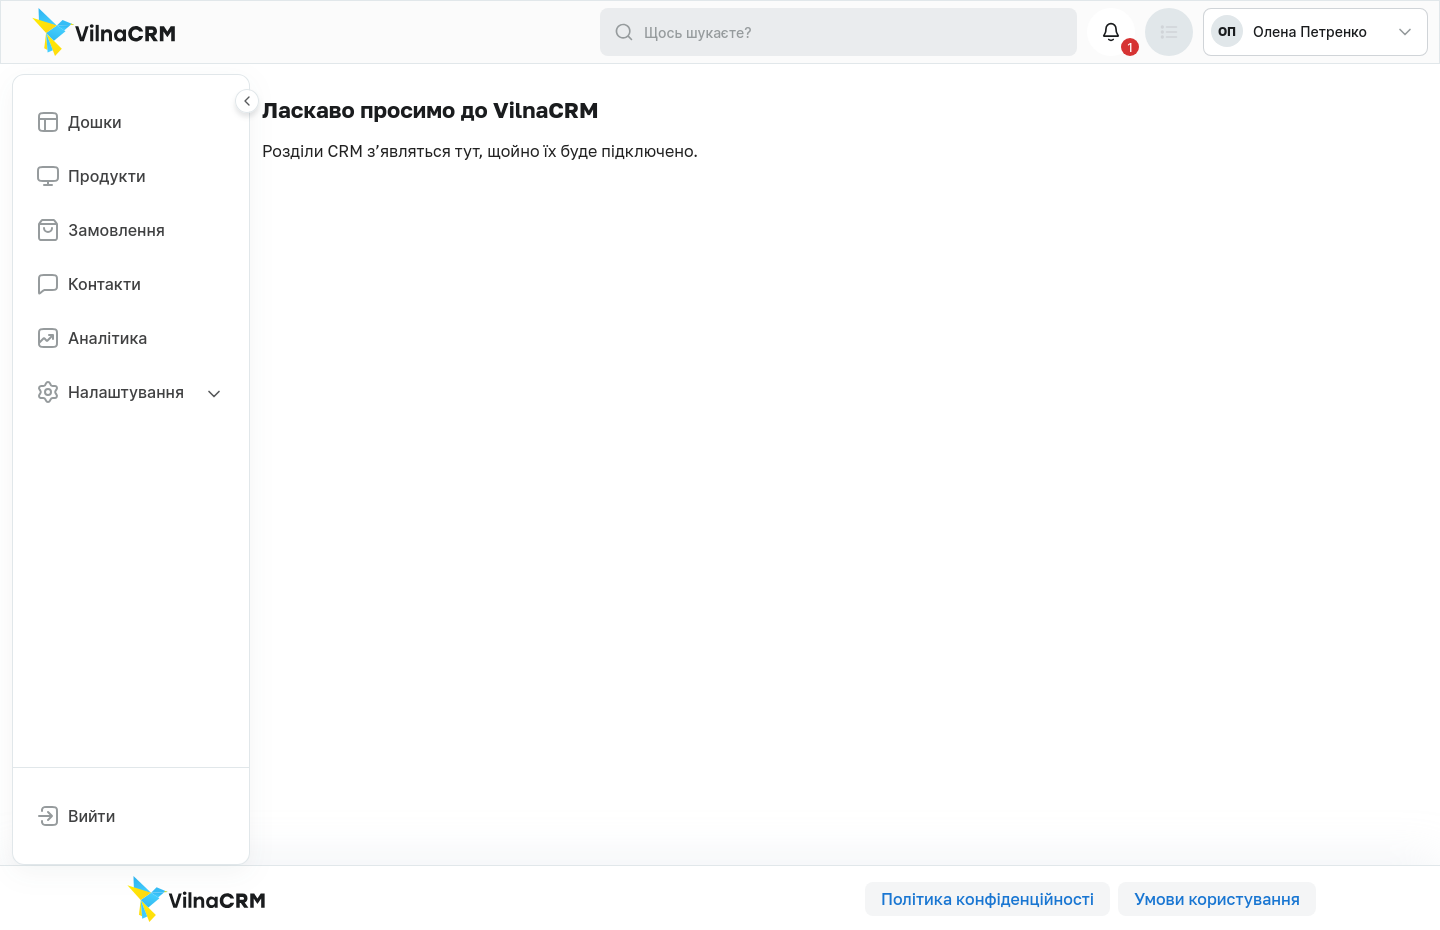 VilnaCRM
Щось шукаєте?
1
ОП
Олена Петренко
Дошки
Продукти
Замовлення
Контакти
Аналітика
Налаштування
Вийти
Ласкаво просимо до VilnaCRM
Розділи CRM з’являться тут, щойно їх буде підключено.
VilnaCRM
Політика конфіденційності
Умови користування